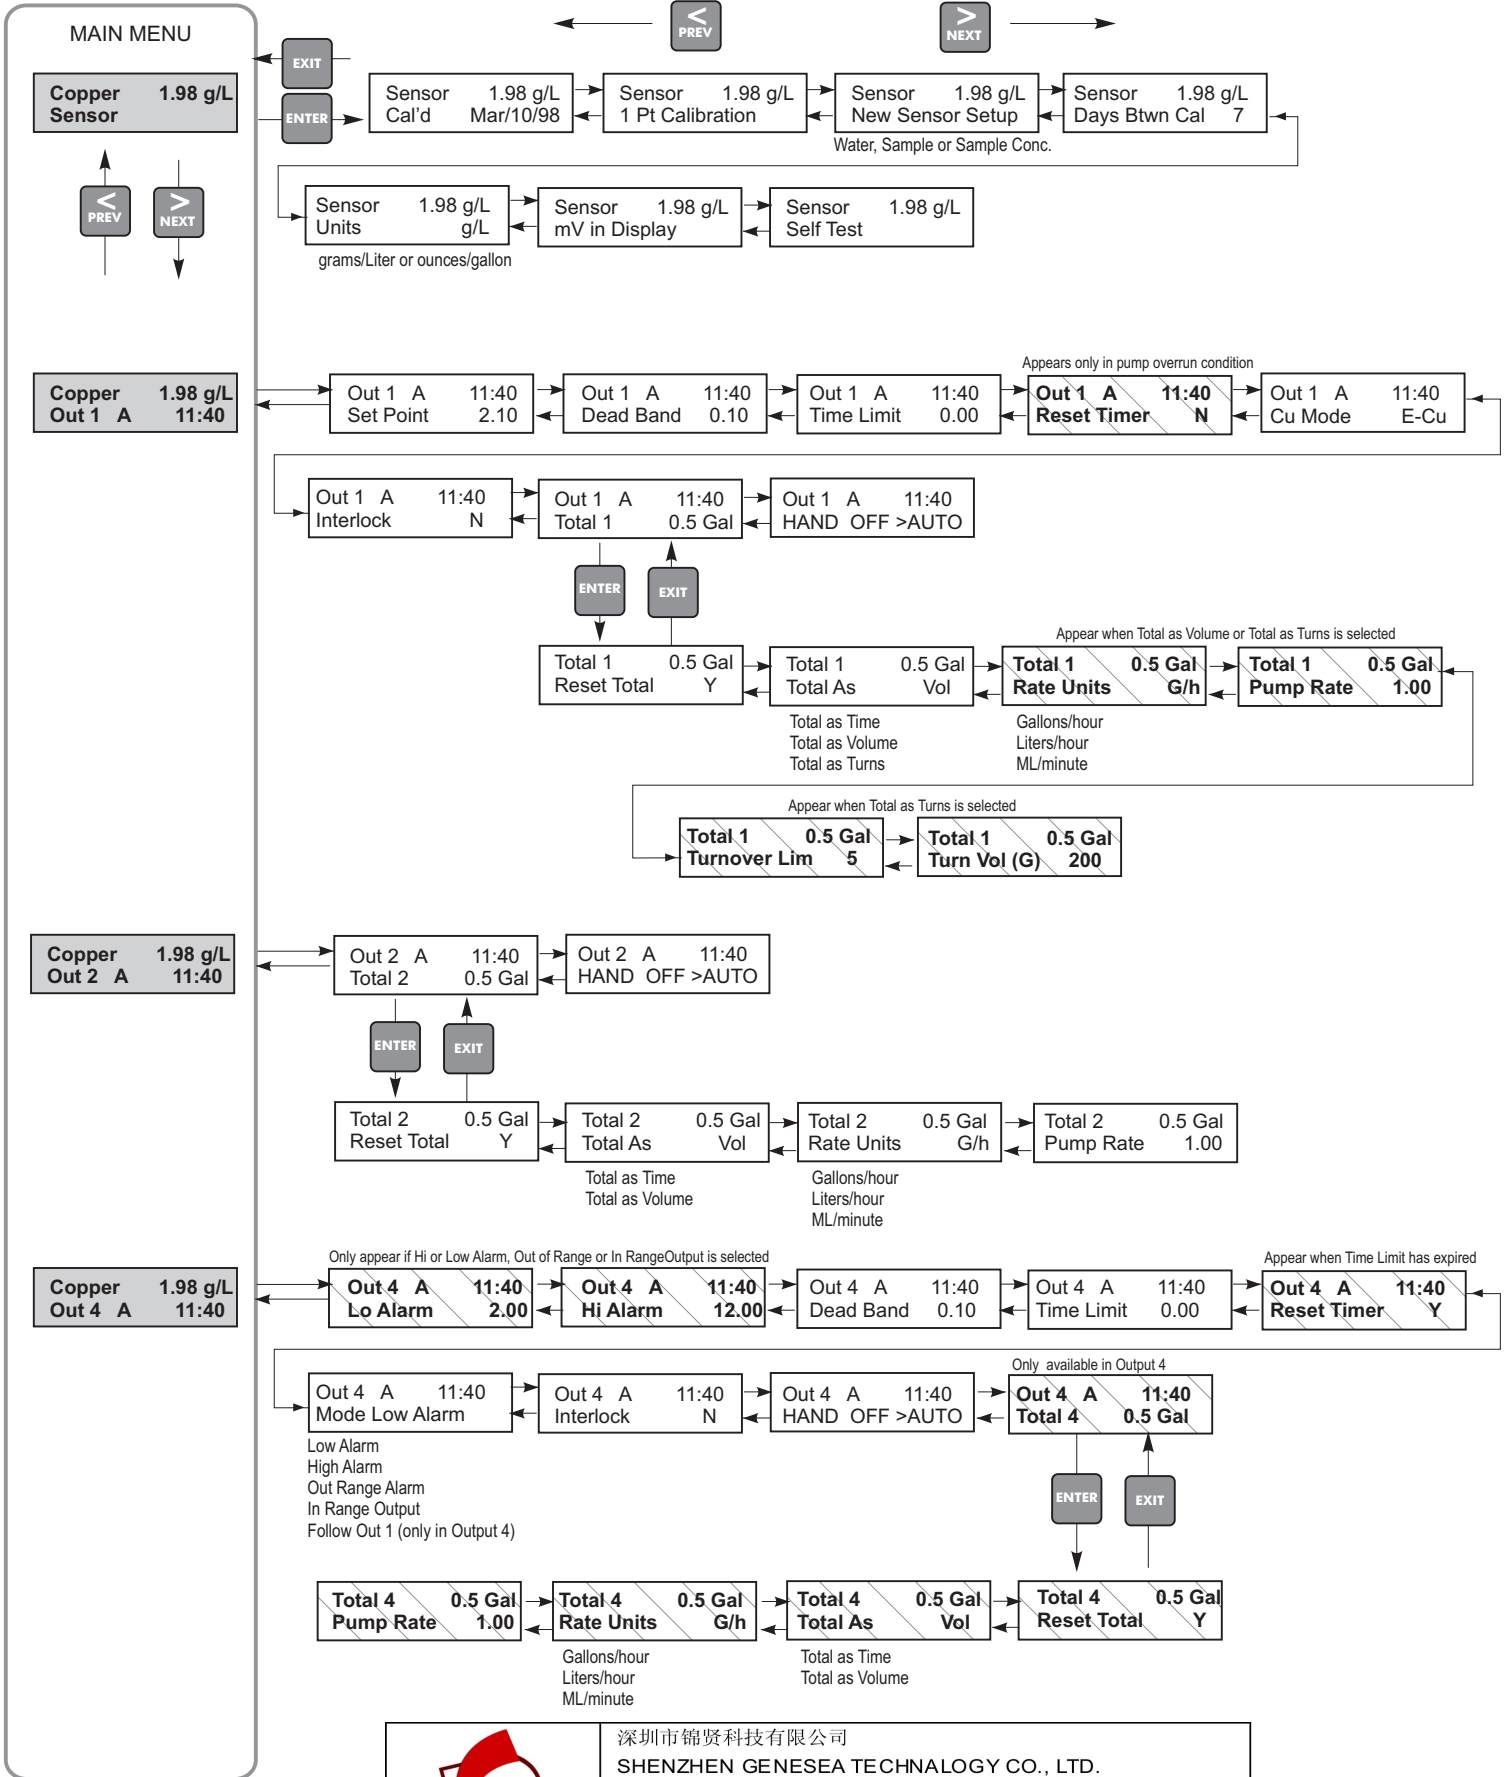 MAIN MENU
< PREV
> NEXT
EXIT
ENTER
Copper 1.98 g/L
Sensor
Sensor 1.98 g/L
Cal'd Mar/10/98
Sensor 1.98 g/L
1 Pt Calibration
Sensor 1.98 g/L
New Sensor Setup
Sensor 1.98 g/L
Days Btwn Cal 7
Water, Sample or Sample Conc.
< PREV
> NEXT
Sensor 1.98 g/L
Units g/L
Sensor 1.98 g/L
mV in Display
Sensor 1.98 g/L
Self Test
grams/Liter or ounces/gallon
Appears only in pump overrun condition
Copper 1.98 g/L
Out 1 A 11:40
Out 1 A 11:40
Set Point 2.10
Out 1 A 11:40
Dead Band 0.10
Out 1 A 11:40
Time Limit 0.00
Out 1 A 11:40
Reset Timer N
Out 1 A 11:40
Cu Mode E-Cu
Out 1 A 11:40
Interlock N
Out 1 A 11:40
Total 1 0.5 Gal
Out 1 A 11:40
HAND OFF >AUTO
ENTER
EXIT
Appear when Total as Volume or Total as Turns is selected
Total 1 0.5 Gal
Reset Total Y
Total 1 0.5 Gal
Total As Vol
Total 1 0.5 Gal
Rate Units G/h
Total 1 0.5 Gal
Pump Rate 1.00
Total as Time
Total as Volume
Total as Turns
Gallons/hour
Liters/hour
ML/minute
Appear when Total as Turns is selected
Total 1 0.5 Gal
Turnover Lim 5
Total 1 0.5 Gal
Turn Vol (G) 200
Copper 1.98 g/L
Out 2 A 11:40
Out 2 A 11:40
Total 2 0.5 Gal
Out 2 A 11:40
HAND OFF >AUTO
ENTER
EXIT
Total 2 0.5 Gal
Reset Total Y
Total 2 0.5 Gal
Total As Vol
Total 2 0.5 Gal
Rate Units G/h
Total 2 0.5 Gal
Pump Rate 1.00
Total as Time
Total as Volume
Gallons/hour
Liters/hour
ML/minute
Only appear if Hi or Low Alarm, Out of Range or In RangeOutput is selected
Appear when Time Limit has expired
Copper 1.98 g/L
Out 4 A 11:40
Out 4 A 11:40
Lo Alarm 2.00
Out 4 A 11:40
Hi Alarm 12.00
Out 4 A 11:40
Dead Band 0.10
Out 4 A 11:40
Time Limit 0.00
Out 4 A 11:40
Reset Timer Y
Only available in Output 4
Out 4 A 11:40
Mode Low Alarm
Out 4 A 11:40
Interlock N
Out 4 A 11:40
HAND OFF >AUTO
Out 4 A 11:40
Total 4 0.5 Gal
Low Alarm
High Alarm
Out Range Alarm
In Range Output
Follow Out 1 (only in Output 4)
ENTER
EXIT
Total 4 0.5 Gal
Pump Rate 1.00
Total 4 0.5 Gal
Rate Units G/h
Total 4 0.5 Gal
Total As Vol
Total 4 0.5 Gal
Reset Total Y
Gallons/hour
Liters/hour
ML/minute
Total as Time
Total as Volume
深圳市锦贤科技有限公司
SHENZHEN GENESEA TECHNALOGY CO., LTD.